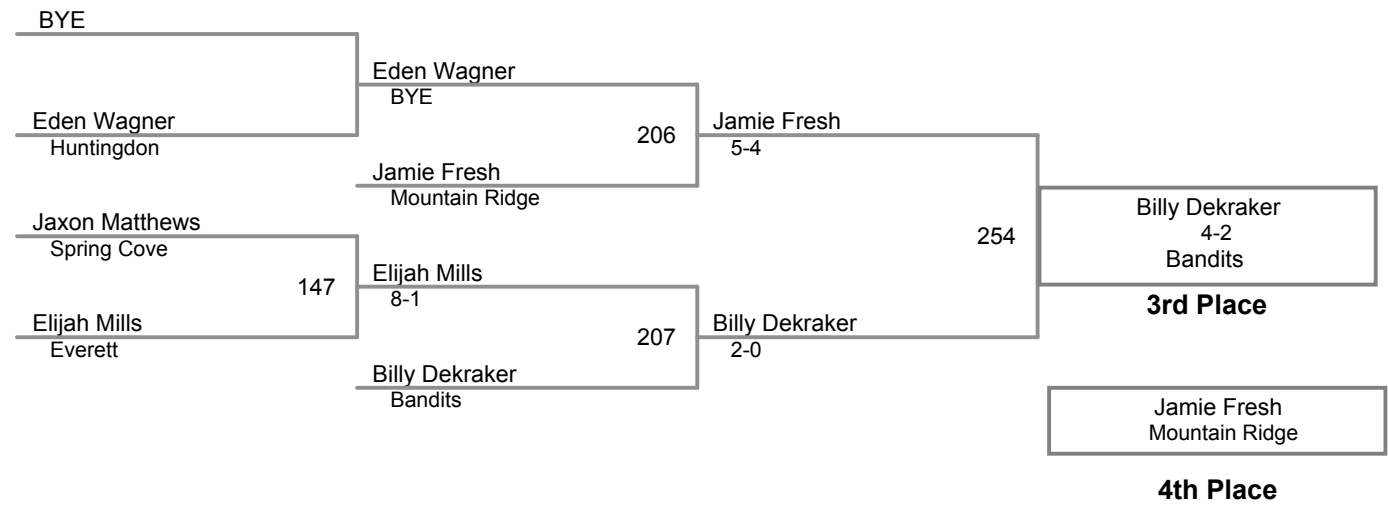 BYE
Eden Wagner
BYE
Eden Wagner
Huntingdon
206
Jamie Fresh
5-4
Jamie Fresh
Mountain Ridge
Jaxon Matthews
Spring Cove
254
Billy Dekraker
4-2
Bandits
3rd Place
147
Elijah Mills
8-1
Elijah Mills
Everett
207
Billy Dekraker
2-0
Billy Dekraker
Bandits
Jamie Fresh
Mountain Ridge
4th Place